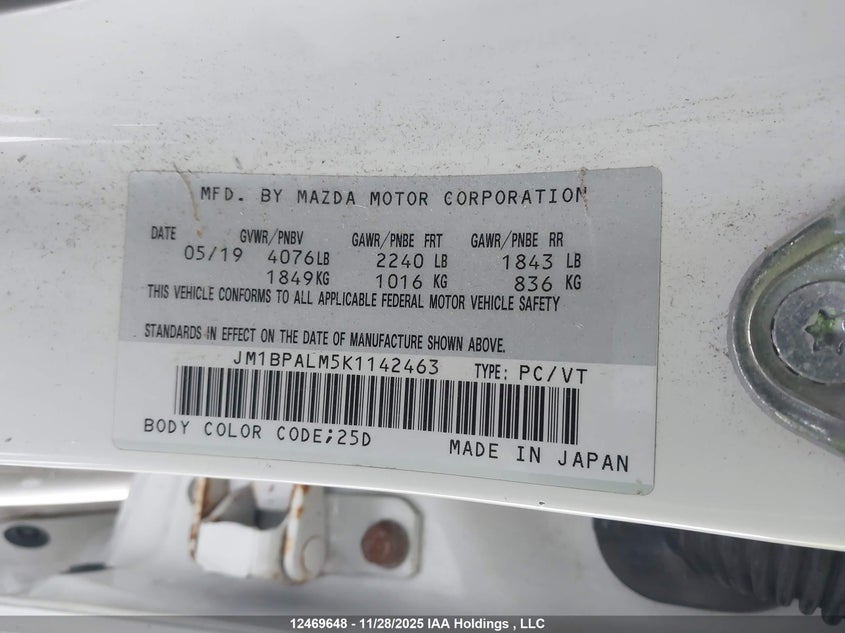 MFD. BY MAZDA MOTOR CORPORATION
DATE GVWR/PNBV GAWR/PNBE FRT GAWR/PNBE RR
05/19 4076LB 2240 LB 1843 LB
1849KG 1016 KG 836 KG
THIS VEHICLE CONFORMS TO ALL APPLICABLE FEDERAL MOTOR VEHICLE SAFETY
STANDARDS IN EFFECT ON THE DATE OF MANUFACTURE SHOWN ABOVE.
JM1BPALM5K1142463 TYPE: PC/VT
BODY COLOR CODE;25D
MADE IN JAPAN
12469648 - 11/28/2025 IAA Holdings , LLC